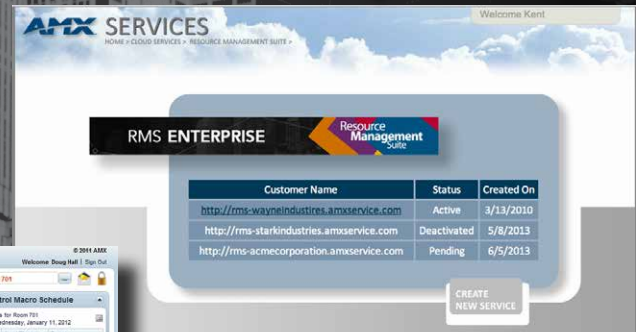 AMX SERVICES
Welcome Kent
HOME > CLOUD SERVICES > RESOURCE MANAGEMENT SUITE >
RMS ENTERPRISE
Resource
Management
Suite
Customer Name Status Created On
http://rms-wayneindustires.amxservice.com Active 3/13/2010
http://rms-starkindustries.amxservice.com Deactivated 5/8/2013
http://rms-acmecorporation.amxservice.com Pending 6/5/2013
CREATE
NEW SERVICE
© 2011 AMX
Welcome Doug Hall | Sign Out
701
trol Macro Schedule
s for Room 701
dnesday, January 11, 2012